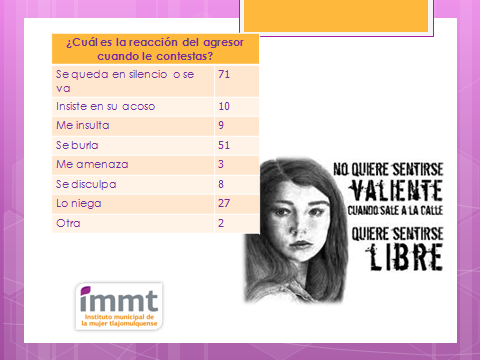 ¿Cuál es la reacción del agresor
cuando le contestas?
Se queda en silencio o se
va
71
Insiste en su acoso 10
Me insulta 9
Se burla 51
Me amenaza 3
Se disculpa 8
Lo niega 27
Otra 2
NO QUIERE SENTIRSE
VALIENTE
CUANDO SALE A LA CALLE
QUIERE SENTIRSE
LIBRE
immt
Instituto municipal de
la mujer tlajomulquense